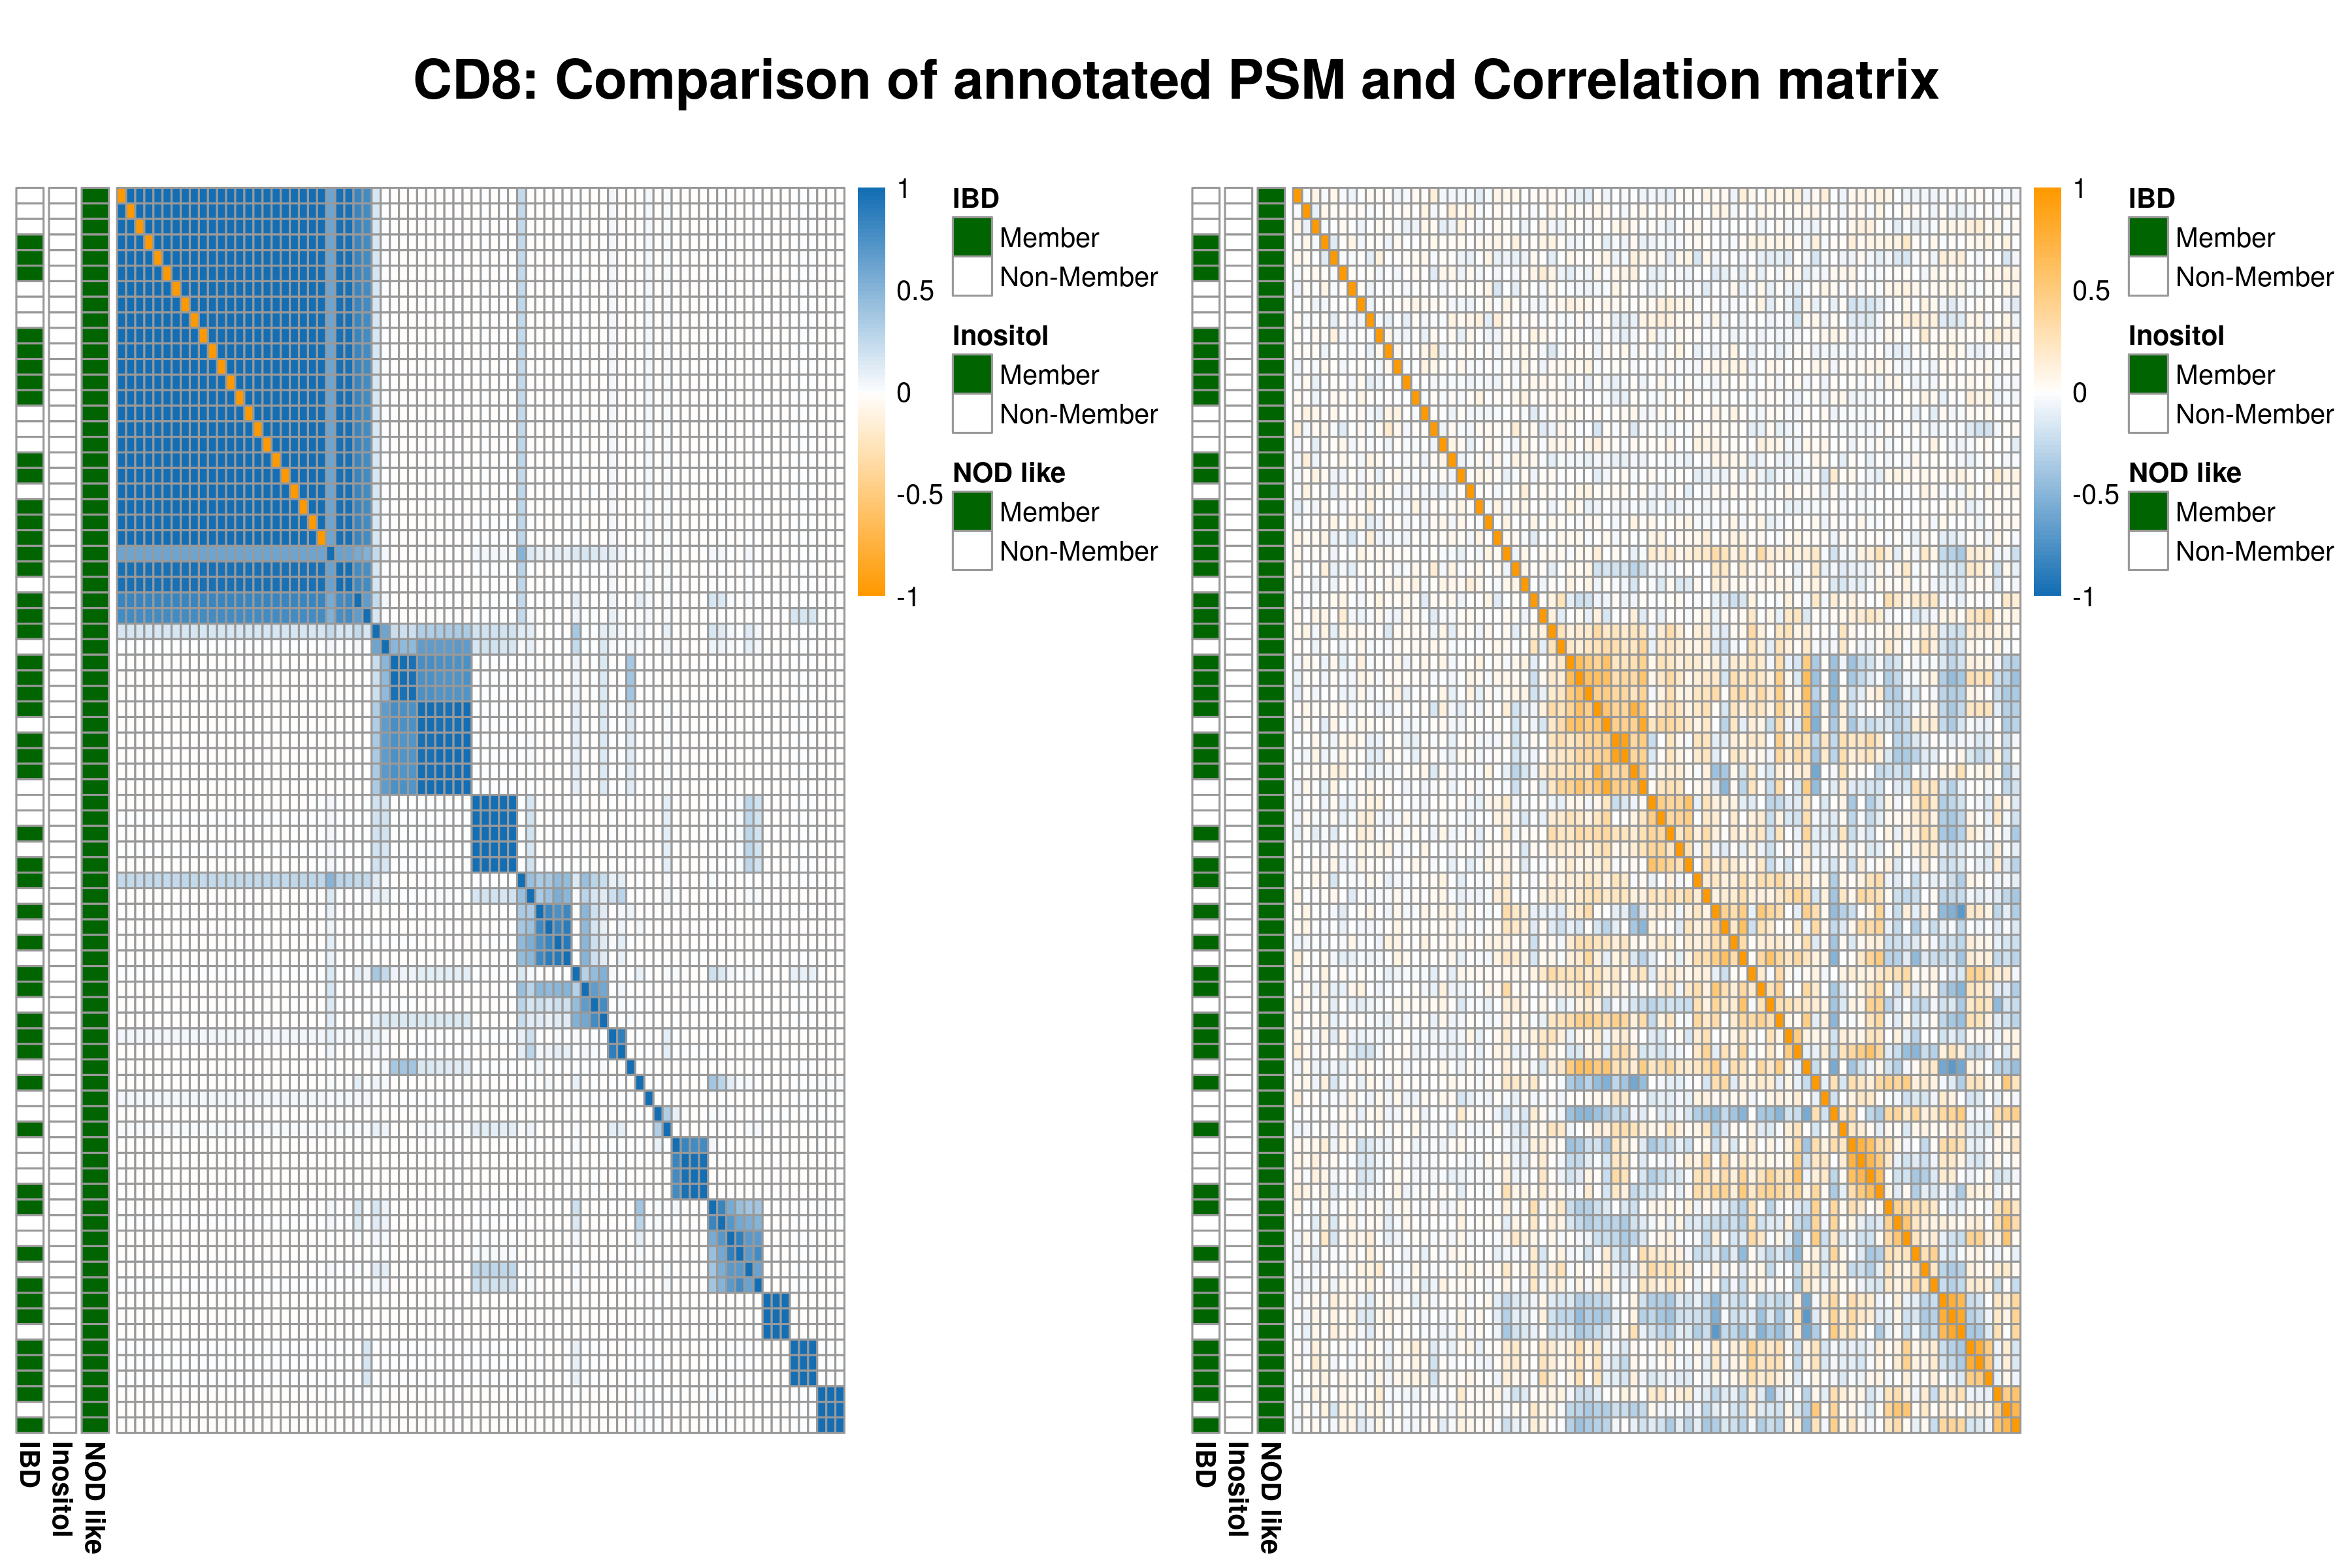 CD8: Comparison of annotated PSM and Correlation matrix
1
0.5
0
-0.5
-1
IBD
Member
Non-Member
Inositol
Member
Non-Member
NOD like
Member
Non-Member
IBD
Inositol
NOD like
1
0.5
0
-0.5
-1
IBD
Member
Non-Member
Inositol
Member
Non-Member
NOD like
Member
Non-Member
IBD
Inositol
NOD like